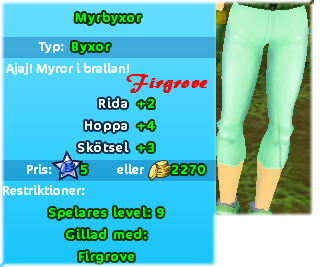 Myrbyxor
Typ: Byxor
Ajaj! Myror i brallan!
Firgrove
Rida +2
Hoppa +4
Skötsel +3
Pris: 5 eller 2270
Restriktioner:
Spelares level: 9
Gillad med:
Firgrove